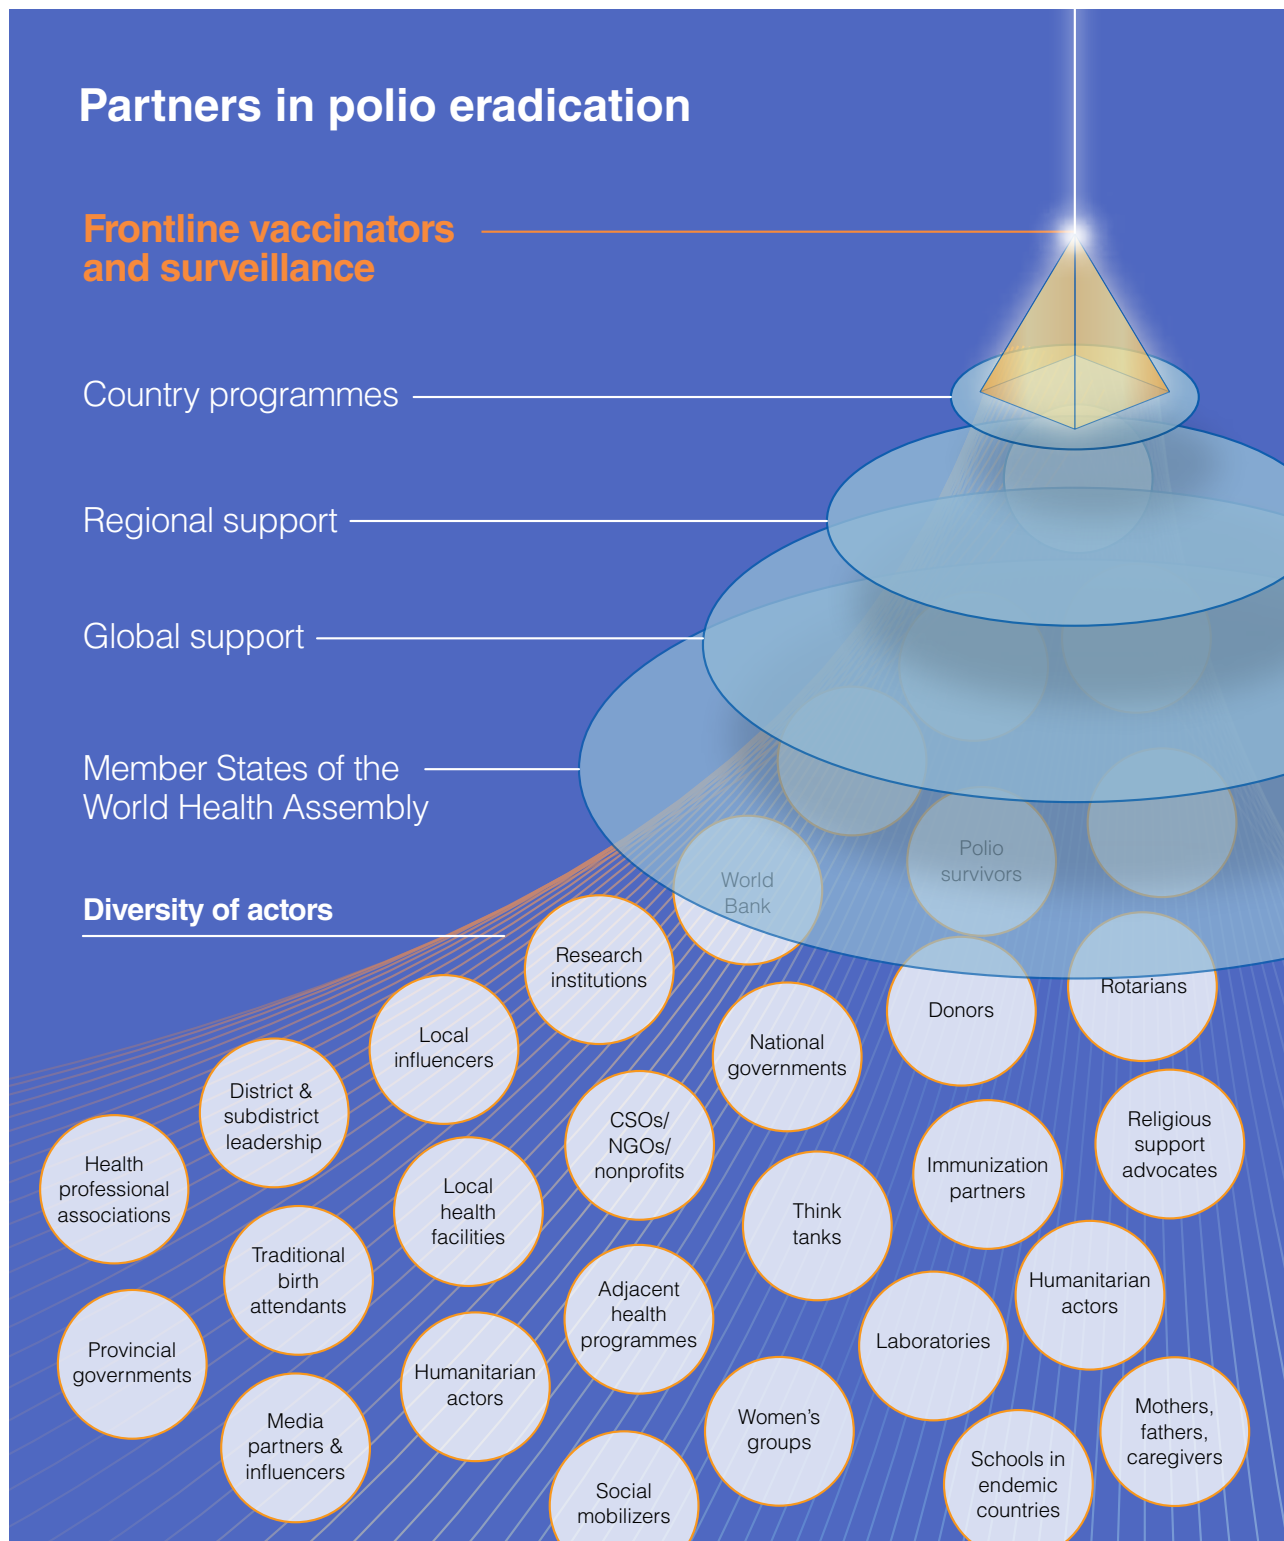 Partners in polio eradication
Frontline vaccinators
and surveillance
Country programmes
Regional support
Global support
Member States of the
World Health Assembly
Diversity of actors
Polio
survivors
World
Bank
Research
institutions
Rotarians
Donors
Local
influencers
National
governments
District &
subdistrict
leadership
CSOs/
NGOs/
nonprofits
Religious
support
advocates
Health
professional
associations
Immunization
partners
Local
health
facilities
Think
tanks
Traditional
birth
attendants
Humanitarian
actors
Adjacent
health
programmes
Laboratories
Provincial
governments
Humanitarian
actors
Media
partners &
influencers
Women's
groups
Mothers,
fathers,
caregivers
Schools in
endemic
countries
Social
mobilizers